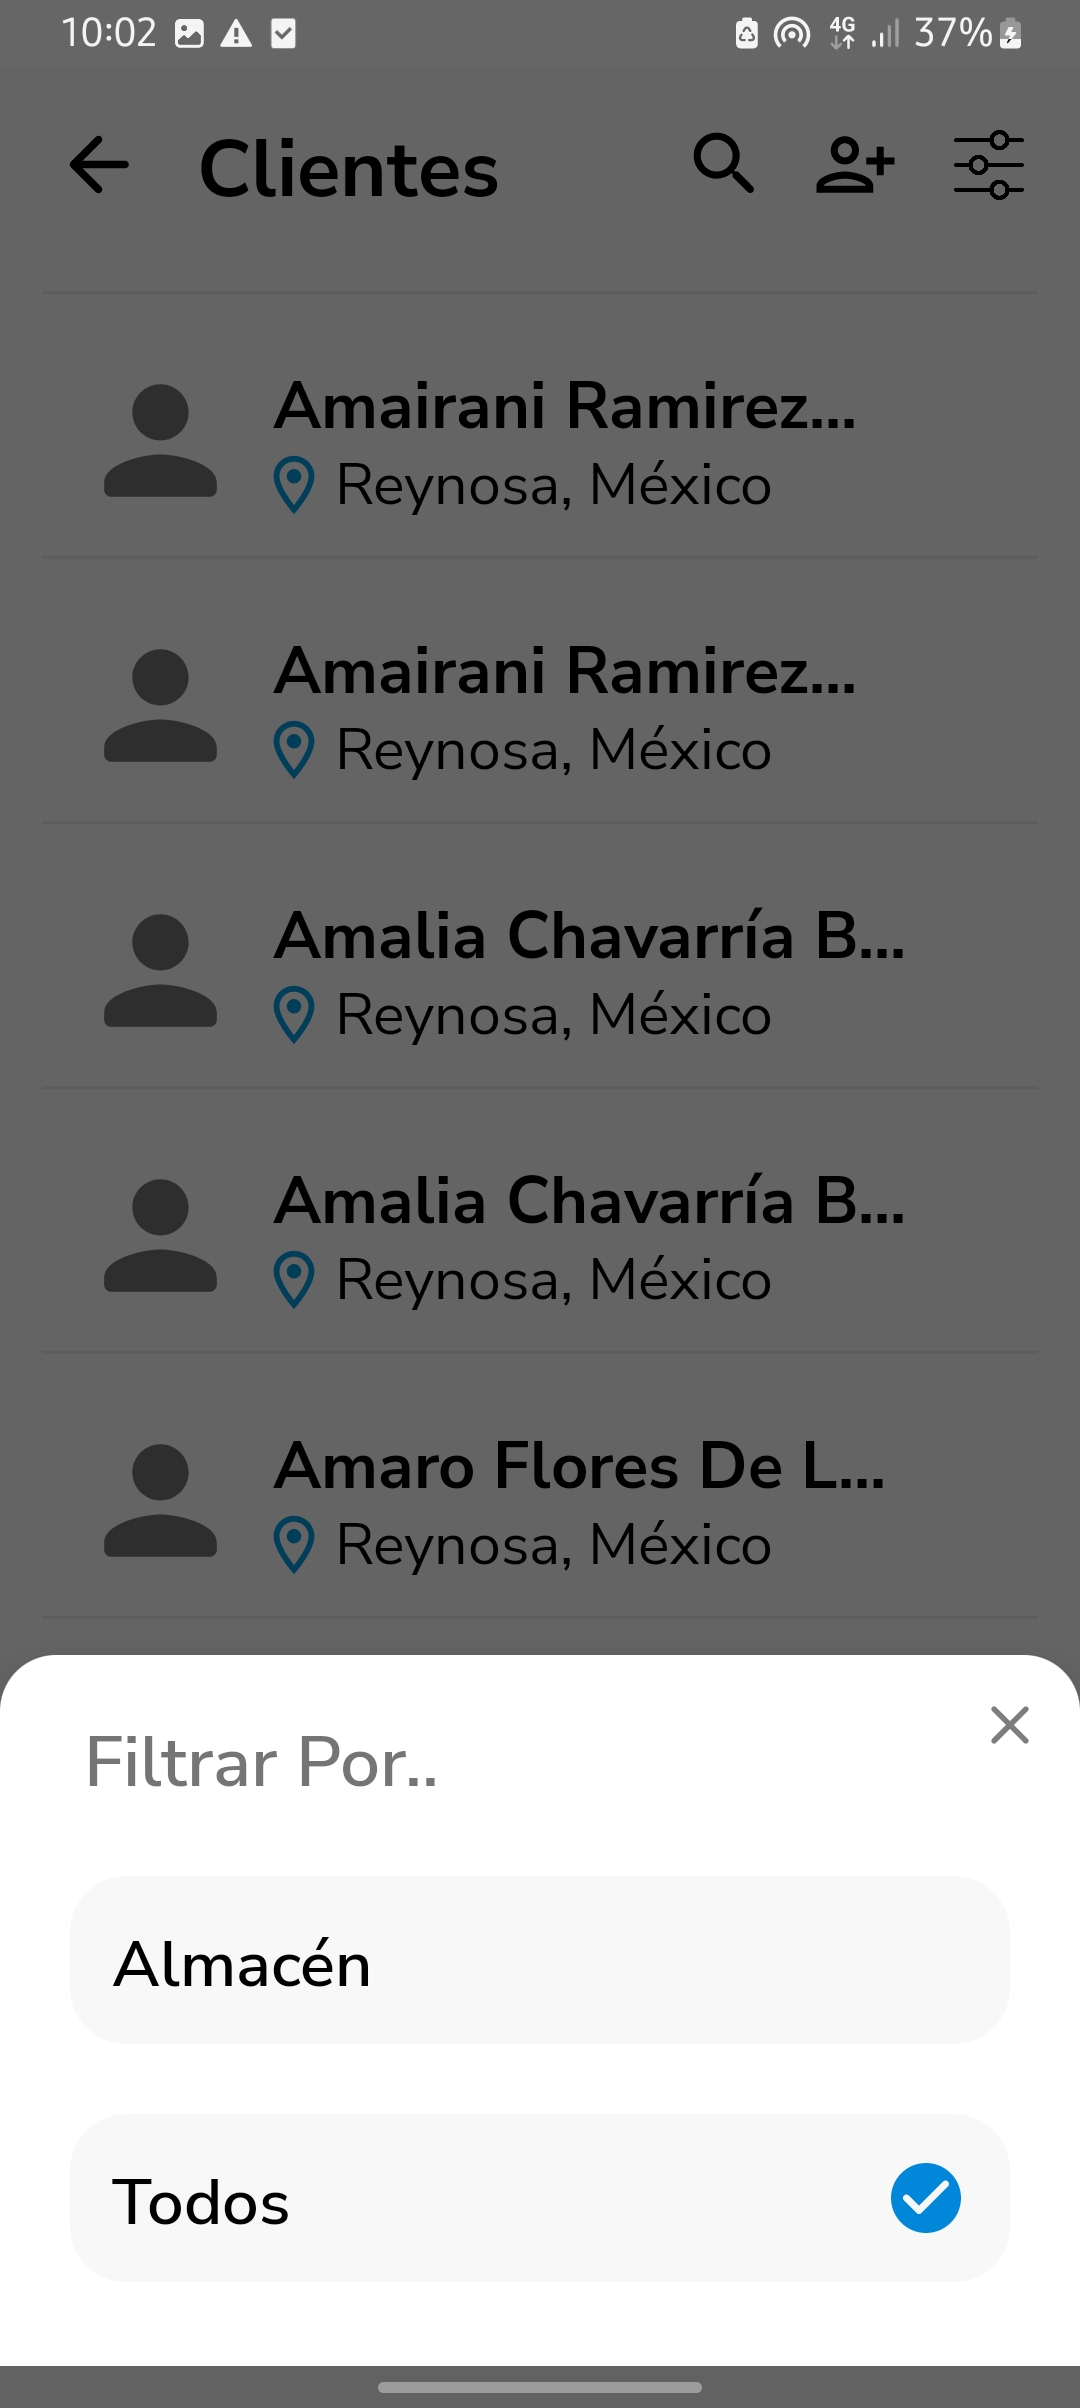 10:02 4G 37%
Clientes
Amairani Ramirez...
Reynosa, México
Amairani Ramirez...
Reynosa, México
Amalia Chavarría B...
Reynosa, México
Amalia Chavarría B...
Reynosa, México
Amaro Flores De L...
Reynosa, México
Filtrar Por..
Almacén
Todos